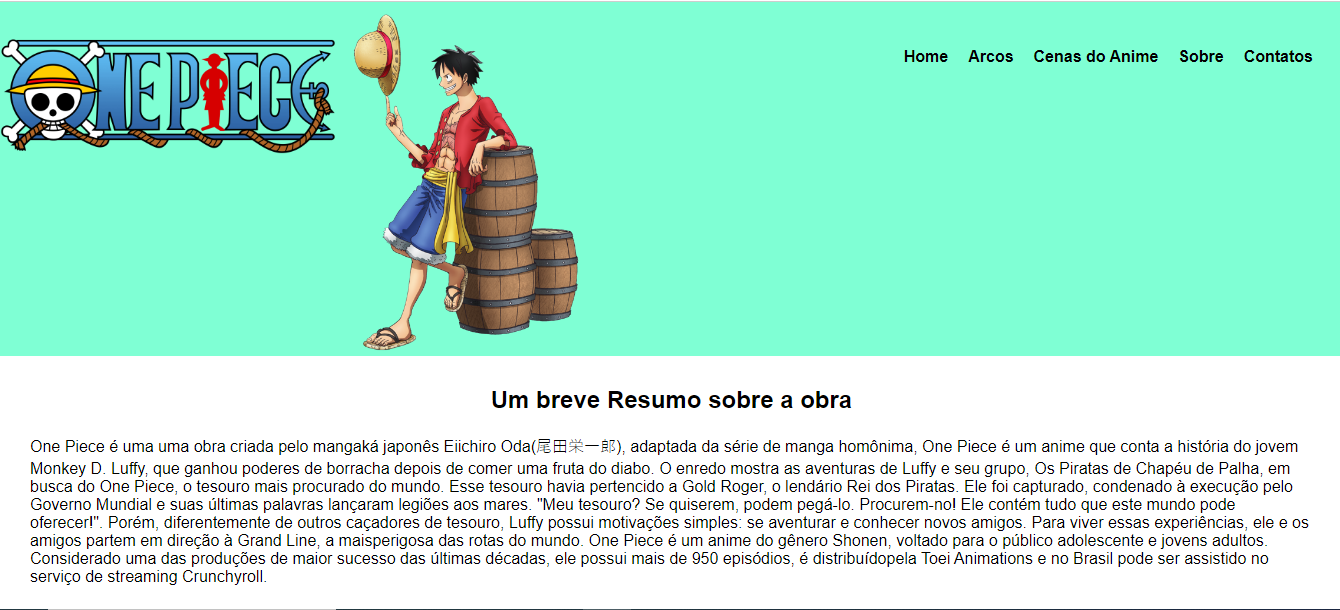 ONE PIECE
Home Arcos Cenas do Anime Sobre Contatos
Um breve Resumo sobre a obra
One Piece é uma uma obra criada pelo mangaká japonês Eiichiro Oda(尾田栄一郎), adaptada da série de manga homônima, One Piece é um anime que conta a história do jovem
Monkey D. Luffy, que ganhou poderes de borracha depois de comer uma fruta do diabo. O enredo mostra as aventuras de Luffy e seu grupo, Os Piratas de Chapéu de Palha, em
busca do One Piece, o tesouro mais procurado do mundo. Esse tesouro havia pertencido a Gold Roger, o lendário Rei dos Piratas. Ele foi capturado, condenado à execução pelo
Governo Mundial e suas últimas palavras lançaram legiões aos mares. "Meu tesouro? Se quiserem, podem pegá-lo. Procurem-no! Ele contém tudo que este mundo pode
oferecer!". Porém, diferentemente de outros caçadores de tesouro, Luffy possui motivações simples: se aventurar e conhecer novos amigos. Para viver essas experiências, ele e os
amigos partem em direção à Grand Line, a maisperigosa das rotas do mundo. One Piece é um anime do gênero Shonen, voltado para o público adolescente e jovens adultos.
Considerado uma das produções de maior sucesso das últimas décadas, ele possui mais de 950 episódios, é distribuídopela Toei Animations e no Brasil pode ser assistido no
serviço de streaming Crunchyroll.